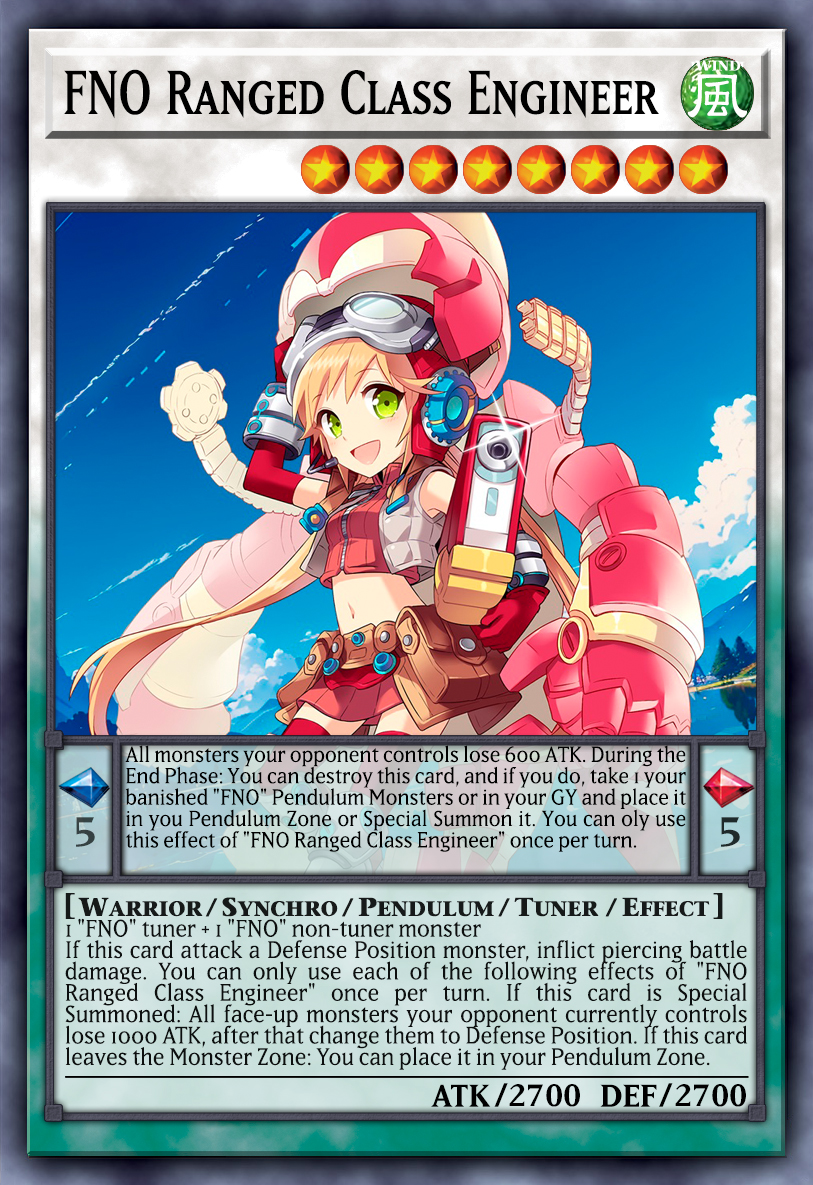 FNO Ranged Class Engineer
WIND
風
All monsters your opponent controls lose 600 ATK. During the
End Phase: You can destroy this card, and if you do, take 1 your
banished "FNO" Pendulum Monsters or in your GY and place it
in you Pendulum Zone or Special Summon it. You can oly use
this effect of "FNO Ranged Class Engineer" once per turn.
5
5
[ Warrior / Synchro / Pendulum / Tuner / Effect ]
1 "FNO" tuner + 1 "FNO" non-tuner monster
If this card attack a Defense Position monster, inflict piercing battle
damage. You can only use each of the following effects of "FNO
Ranged Class Engineer" once per turn. If this card is Special
Summoned: All face-up monsters your opponent currently controls
lose 1000 ATK, after that change them to Defense Position. If this card
leaves the Monster Zone: You can place it in your Pendulum Zone.
ATK/2700 DEF/2700